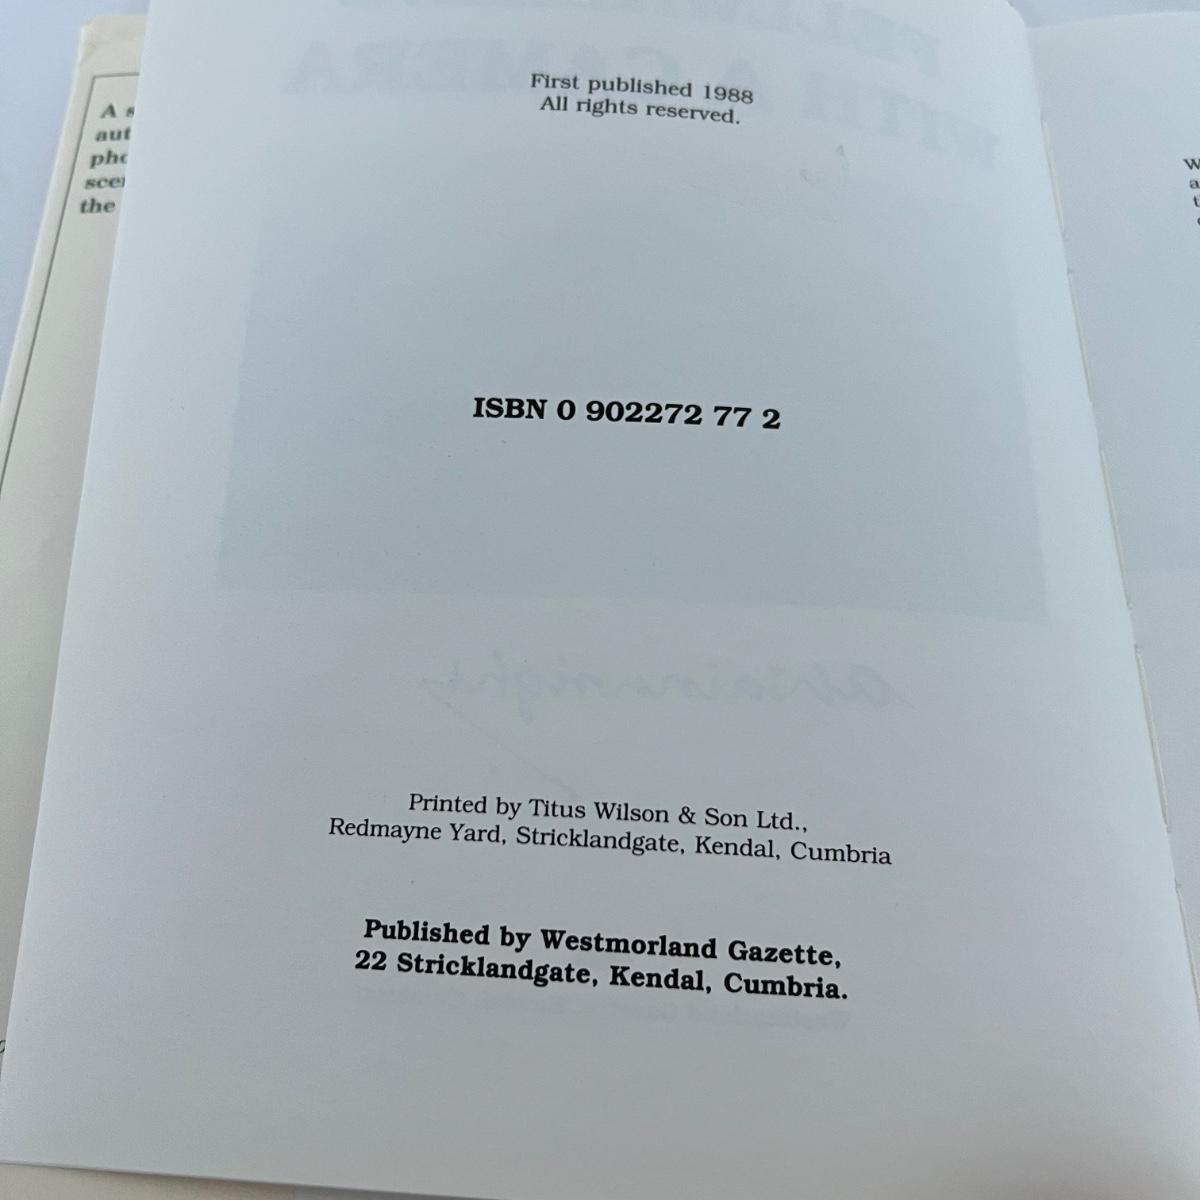 First published 1988
All rights reserved.
ISBN 0 902272 77 2
Printed by Titus Wilson & Son Ltd.,
Redmayne Yard, Stricklandgate, Kendal, Cumbria
Published by Westmorland Gazette,
22 Stricklandgate, Kendal, Cumbria.
A
the